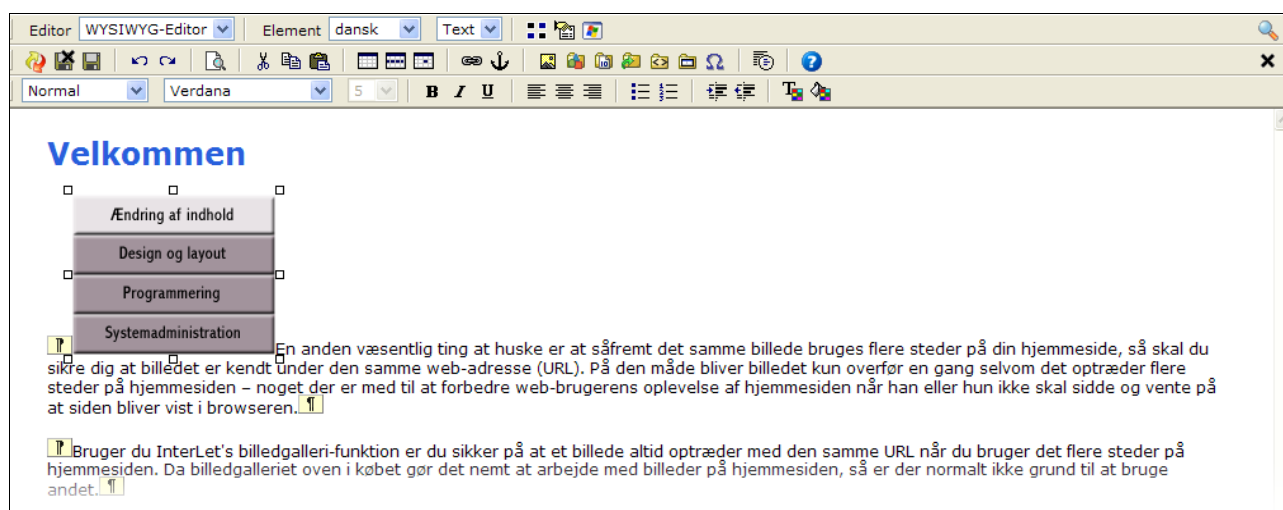 Editor WYSIWYG-Editor Element dansk Text
Normal Verdana 5 B I U
Velkommen
Ændring af indhold
Design og layout
Programmering
Systemadministration
En anden væsentlig ting at huske er at såfremt det samme billede bruges flere steder på din hjemmeside, så skal du
sikre dig at billedet er kendt under den samme web-adresse (URL). På den måde bliver billedet kun overfør en gang selvom det optræder flere
steder på hjemmesiden – noget der er med til at forbedre web-brugerens oplevelse af hjemmesiden når han eller hun ikke skal sidde og vente på
at siden bliver vist i browseren.¶
Bruger du InterLet's billedgalleri-funktion er du sikker på at et billede altid optræder med den samme URL når du bruger det flere steder på
hjemmesiden. Da billedgalleriet oven i købet gør det nemt at arbejde med billeder på hjemmesiden, så er der normalt ikke grund til at bruge
andet.¶